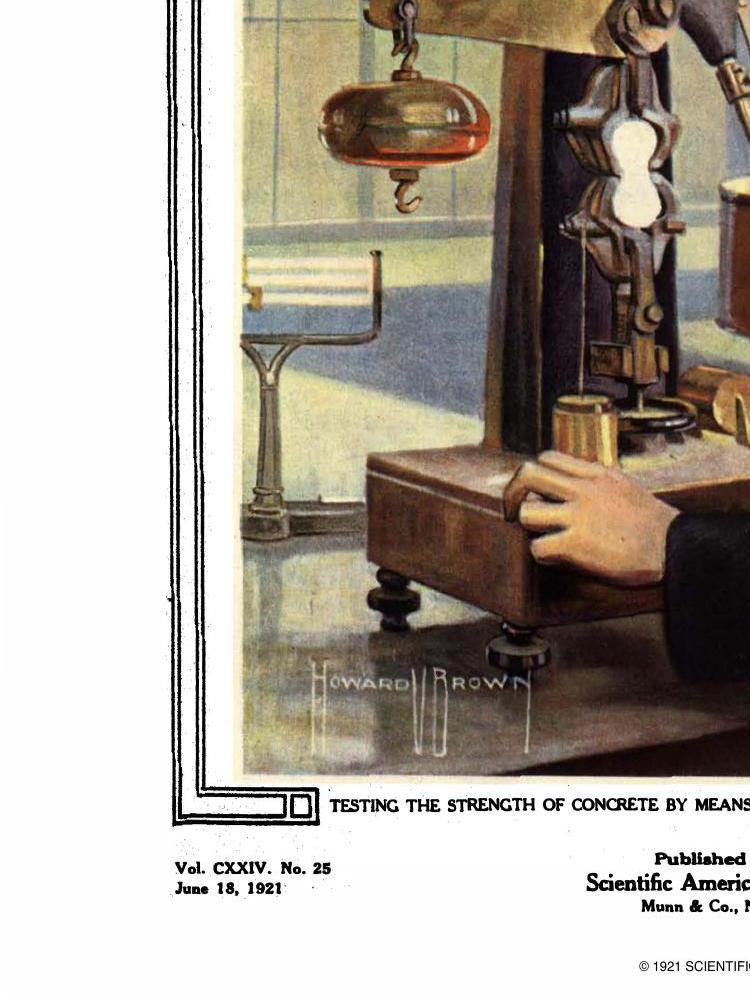 HOWARD V BROWN
TESTING THE STRENGTH OF CONCRETE BY MEANS
Vol. CXXIV. No. 25
June 18, 1921
Published
Scientific Americ
Munn & Co., N
© 1921 SCIENTIFIC